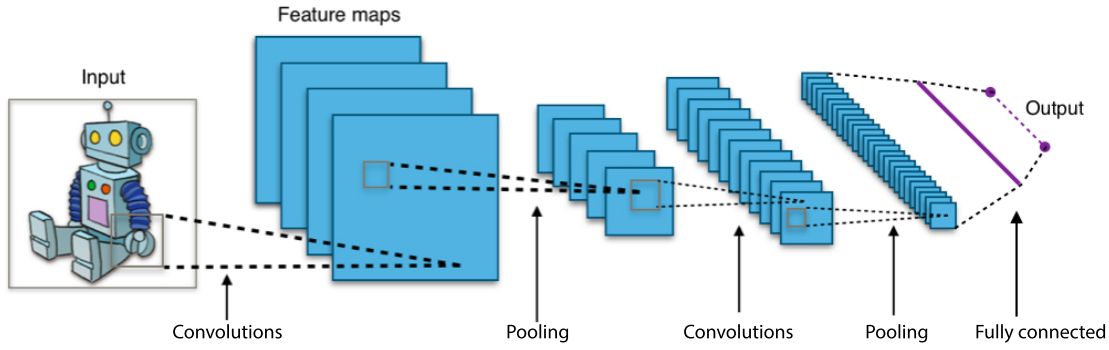 Feature maps
Input
Output
Convolutions
Pooling
Convolutions
Pooling
Fully connected